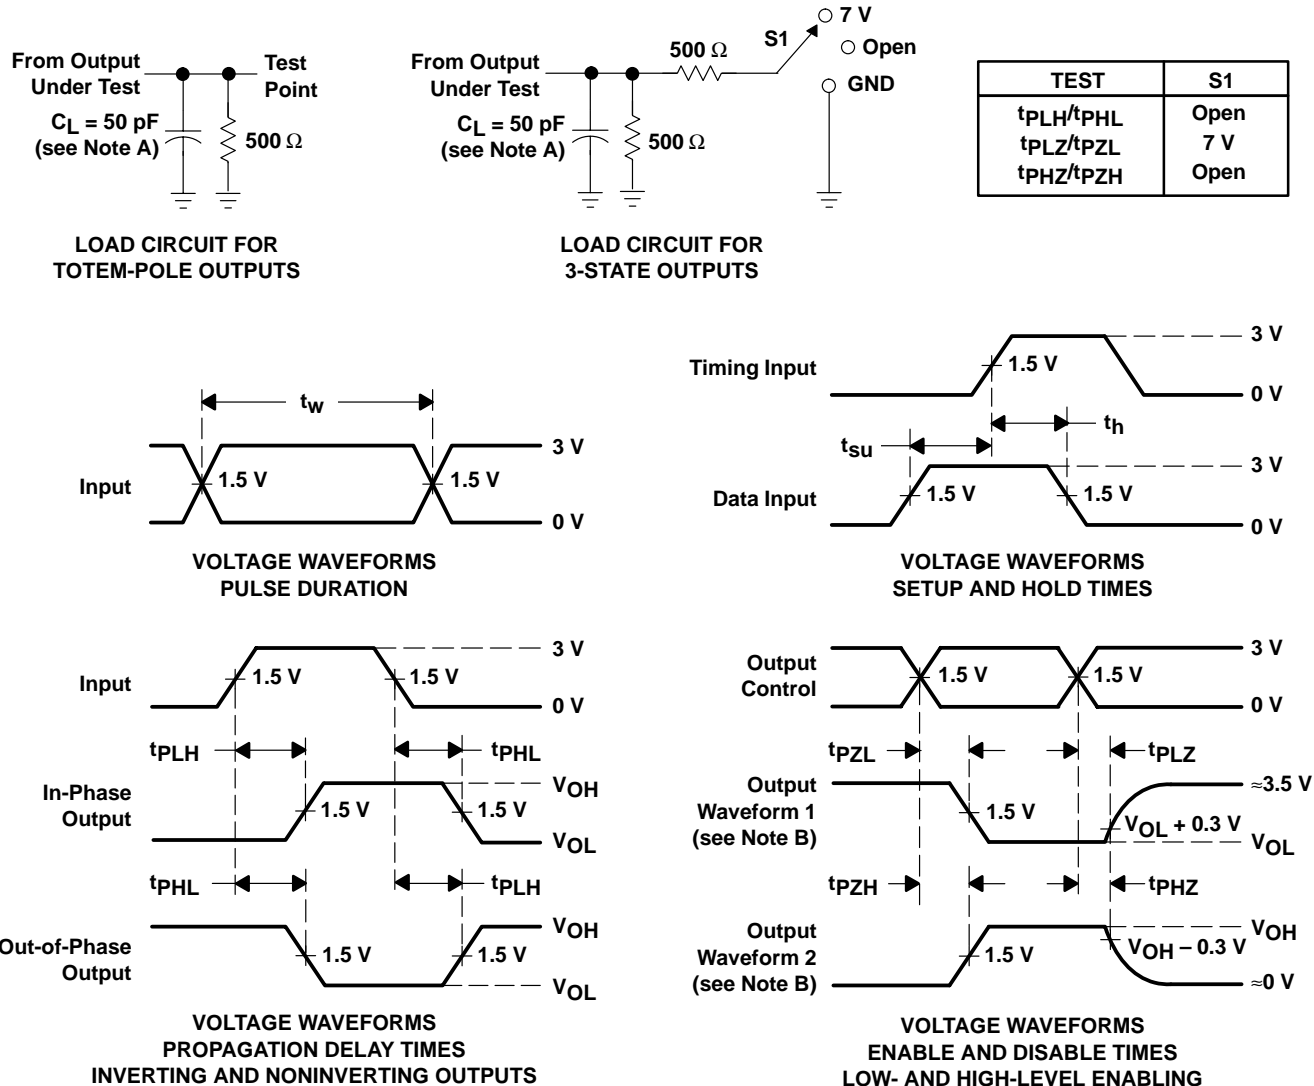 From Output
Under Test
Test
Point
CL = 50 pF
(see Note A)
500 Ω
LOAD CIRCUIT FOR
TOTEM-POLE OUTPUTS
From Output
Under Test
500 Ω
S1
7 V
Open
GND
CL = 50 pF
(see Note A)
500 Ω
LOAD CIRCUIT FOR
3-STATE OUTPUTS
TEST S1
tPLH/tPHL Open
tPLZ/tPZL 7 V
tPHZ/tPZH Open
tw
Input
1.5 V
1.5 V
3 V
0 V
VOLTAGE WAVEFORMS
PULSE DURATION
Timing Input
1.5 V
3 V
0 V
tsu
th
Data Input
1.5 V
1.5 V
3 V
0 V
VOLTAGE WAVEFORMS
SETUP AND HOLD TIMES
Input
1.5 V
1.5 V
3 V
0 V
tPLH
tPHL
In-Phase
Output
1.5 V
1.5 V
VOH
VOL
tPHL
tPLH
Out-of-Phase
Output
1.5 V
1.5 V
VOH
VOL
VOLTAGE WAVEFORMS
PROPAGATION DELAY TIMES
INVERTING AND NONINVERTING OUTPUTS
Output
Control
1.5 V
1.5 V
3 V
0 V
tPZL
tPLZ
Output
Waveform 1
(see Note B)
1.5 V
VOL + 0.3 V
≈3.5 V
VOL
tPZH
tPHZ
Output
Waveform 2
(see Note B)
1.5 V
VOH − 0.3 V
VOH
≈0 V
VOLTAGE WAVEFORMS
ENABLE AND DISABLE TIMES
LOW- AND HIGH-LEVEL ENABLING